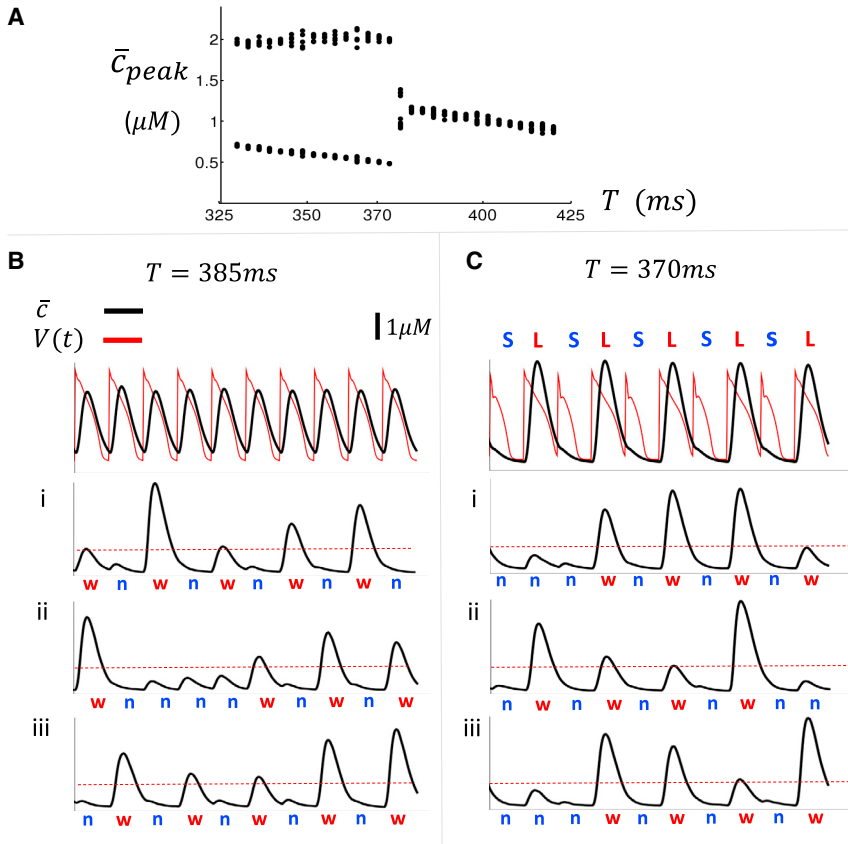 A
c̄peak
(μM)
2
1.5
1
0.5
325
350
370
400
425
T (ms)
B
T = 385ms
c̄
V(t)
1μM
i
w n w w n w w n
ii
w n n n n w n w n w
iii
n w n w n w n w n w
C
T = 370ms
S L S L S L S L S L
i
n n n w n w n w n w
ii
n w n w n w n w n n
iii
n n n w n w n w n w